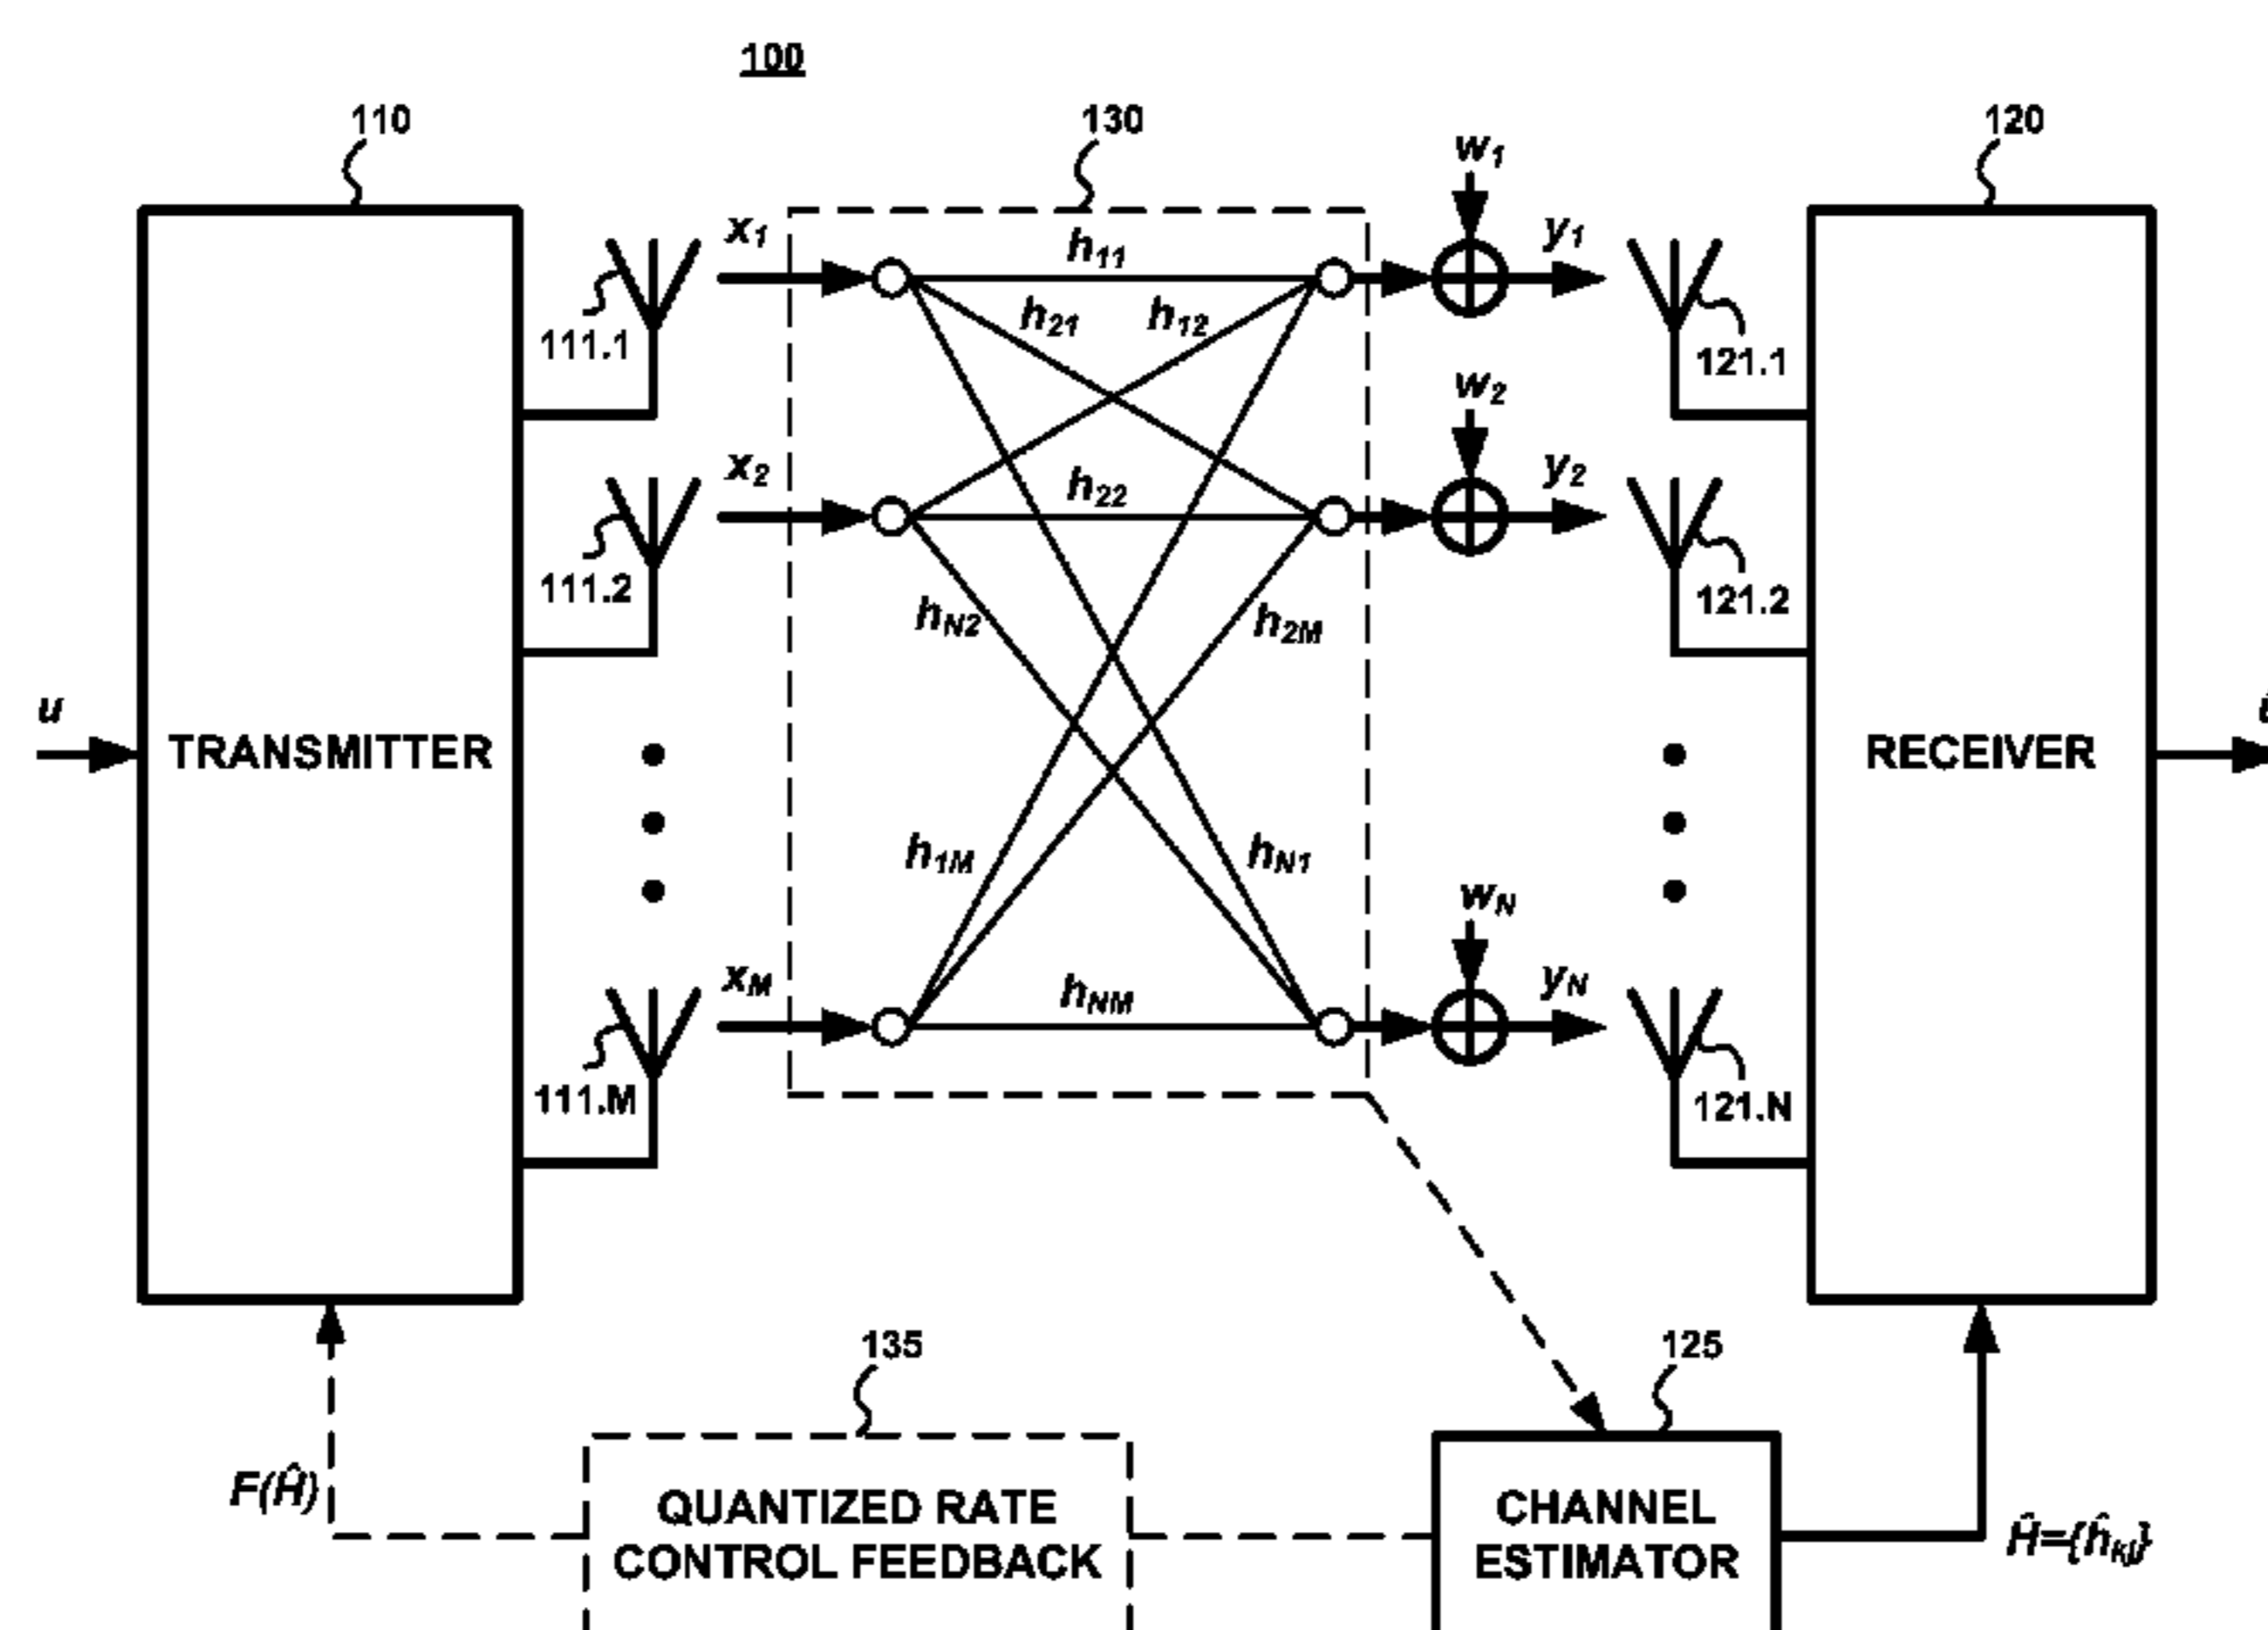 100
110
130
120
w1
x1
h11
y1
h21
h12
111.1
121.1
w2
x2
h22
y2
111.2
121.2
hN2
h2M
u
TRANSMITTER
RECEIVER
h1M
hN1
wN
xM
hNM
yN
111.M
121.N
135
125
F(Ĥ)
QUANTIZED RATE
CONTROL FEEDBACK
CHANNEL
ESTIMATOR